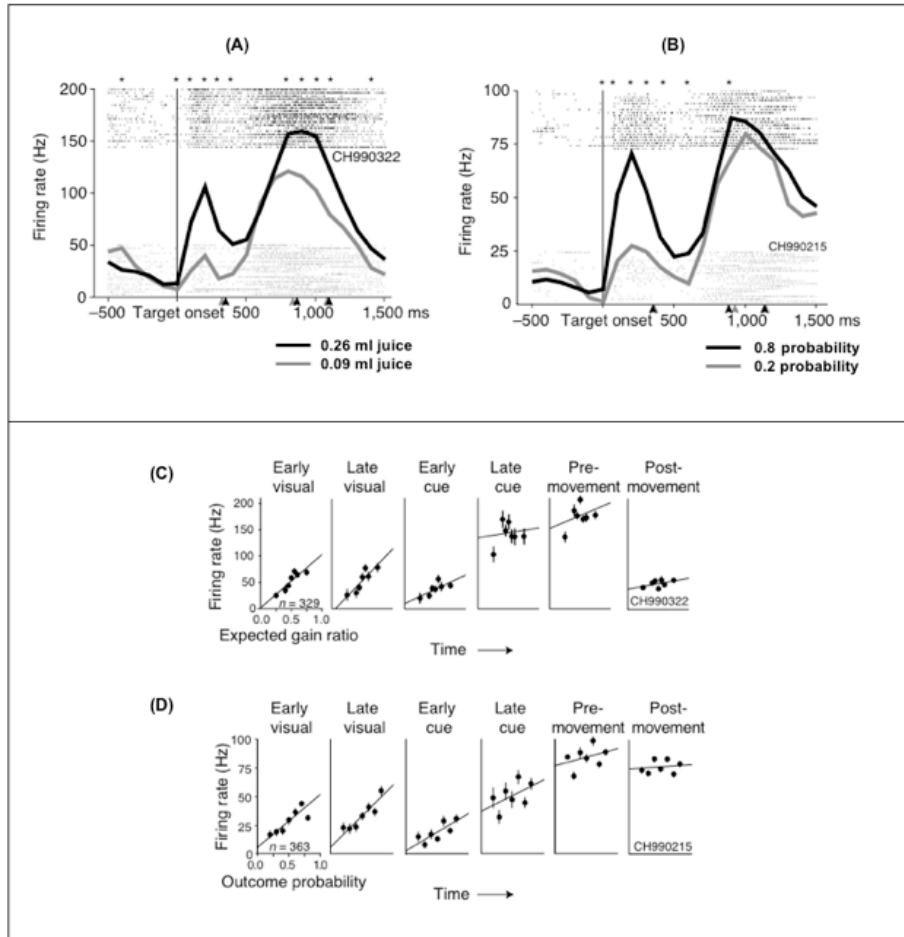 (A)
* * * * * * * * * * * *
200
150
100
50
0
Firing rate (Hz)
CH990322
–500 Target onset 500 1,000 1,500 ms
0.26 ml juice
0.09 ml juice
(B)
* * * * * * *
100
75
50
25
0
Firing rate (Hz)
CH990215
–500 Target onset 500 1,000 1,500 ms
0.8 probability
0.2 probability
(C)
Early visual
Late visual
Early cue
Late cue
Pre-movement
Post-movement
Firing rate (Hz)
200
150
100
50
0
n = 329
CH990322
0.0 0.5 1.0
Expected gain ratio
Time
(D)
Early visual
Late visual
Early cue
Late cue
Pre-movement
Post-movement
Firing rate (Hz)
100
75
50
25
0
n = 363
CH990215
0.0 0.5 1.0
Outcome probability
Time